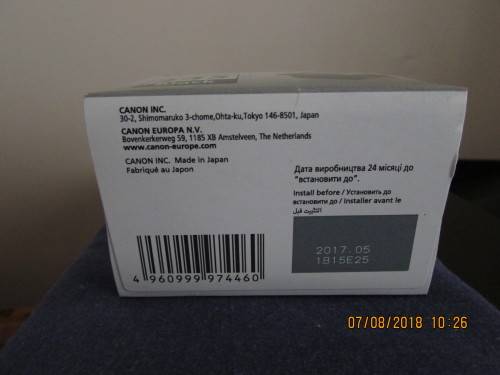 CANON INC.
30-2, Shimomaruko 3-chome,Ohta-ku,Tokyo 146-8501, Japan
CANON EUROPA N.V.
Bovenkerkerweg 59, 1185 XB Amstelveen, The Netherlands
www.canon-europe.com
CANON INC. Made in Japan
Fabriqué au Japon
Дата виробництва 24 місяці до
"встановити до".
Install before / Установить до
встановити до / Installer avant le
التثبيت قبل
2017.05
1B15E25
4 960999 974460
07/08/2018 10:26